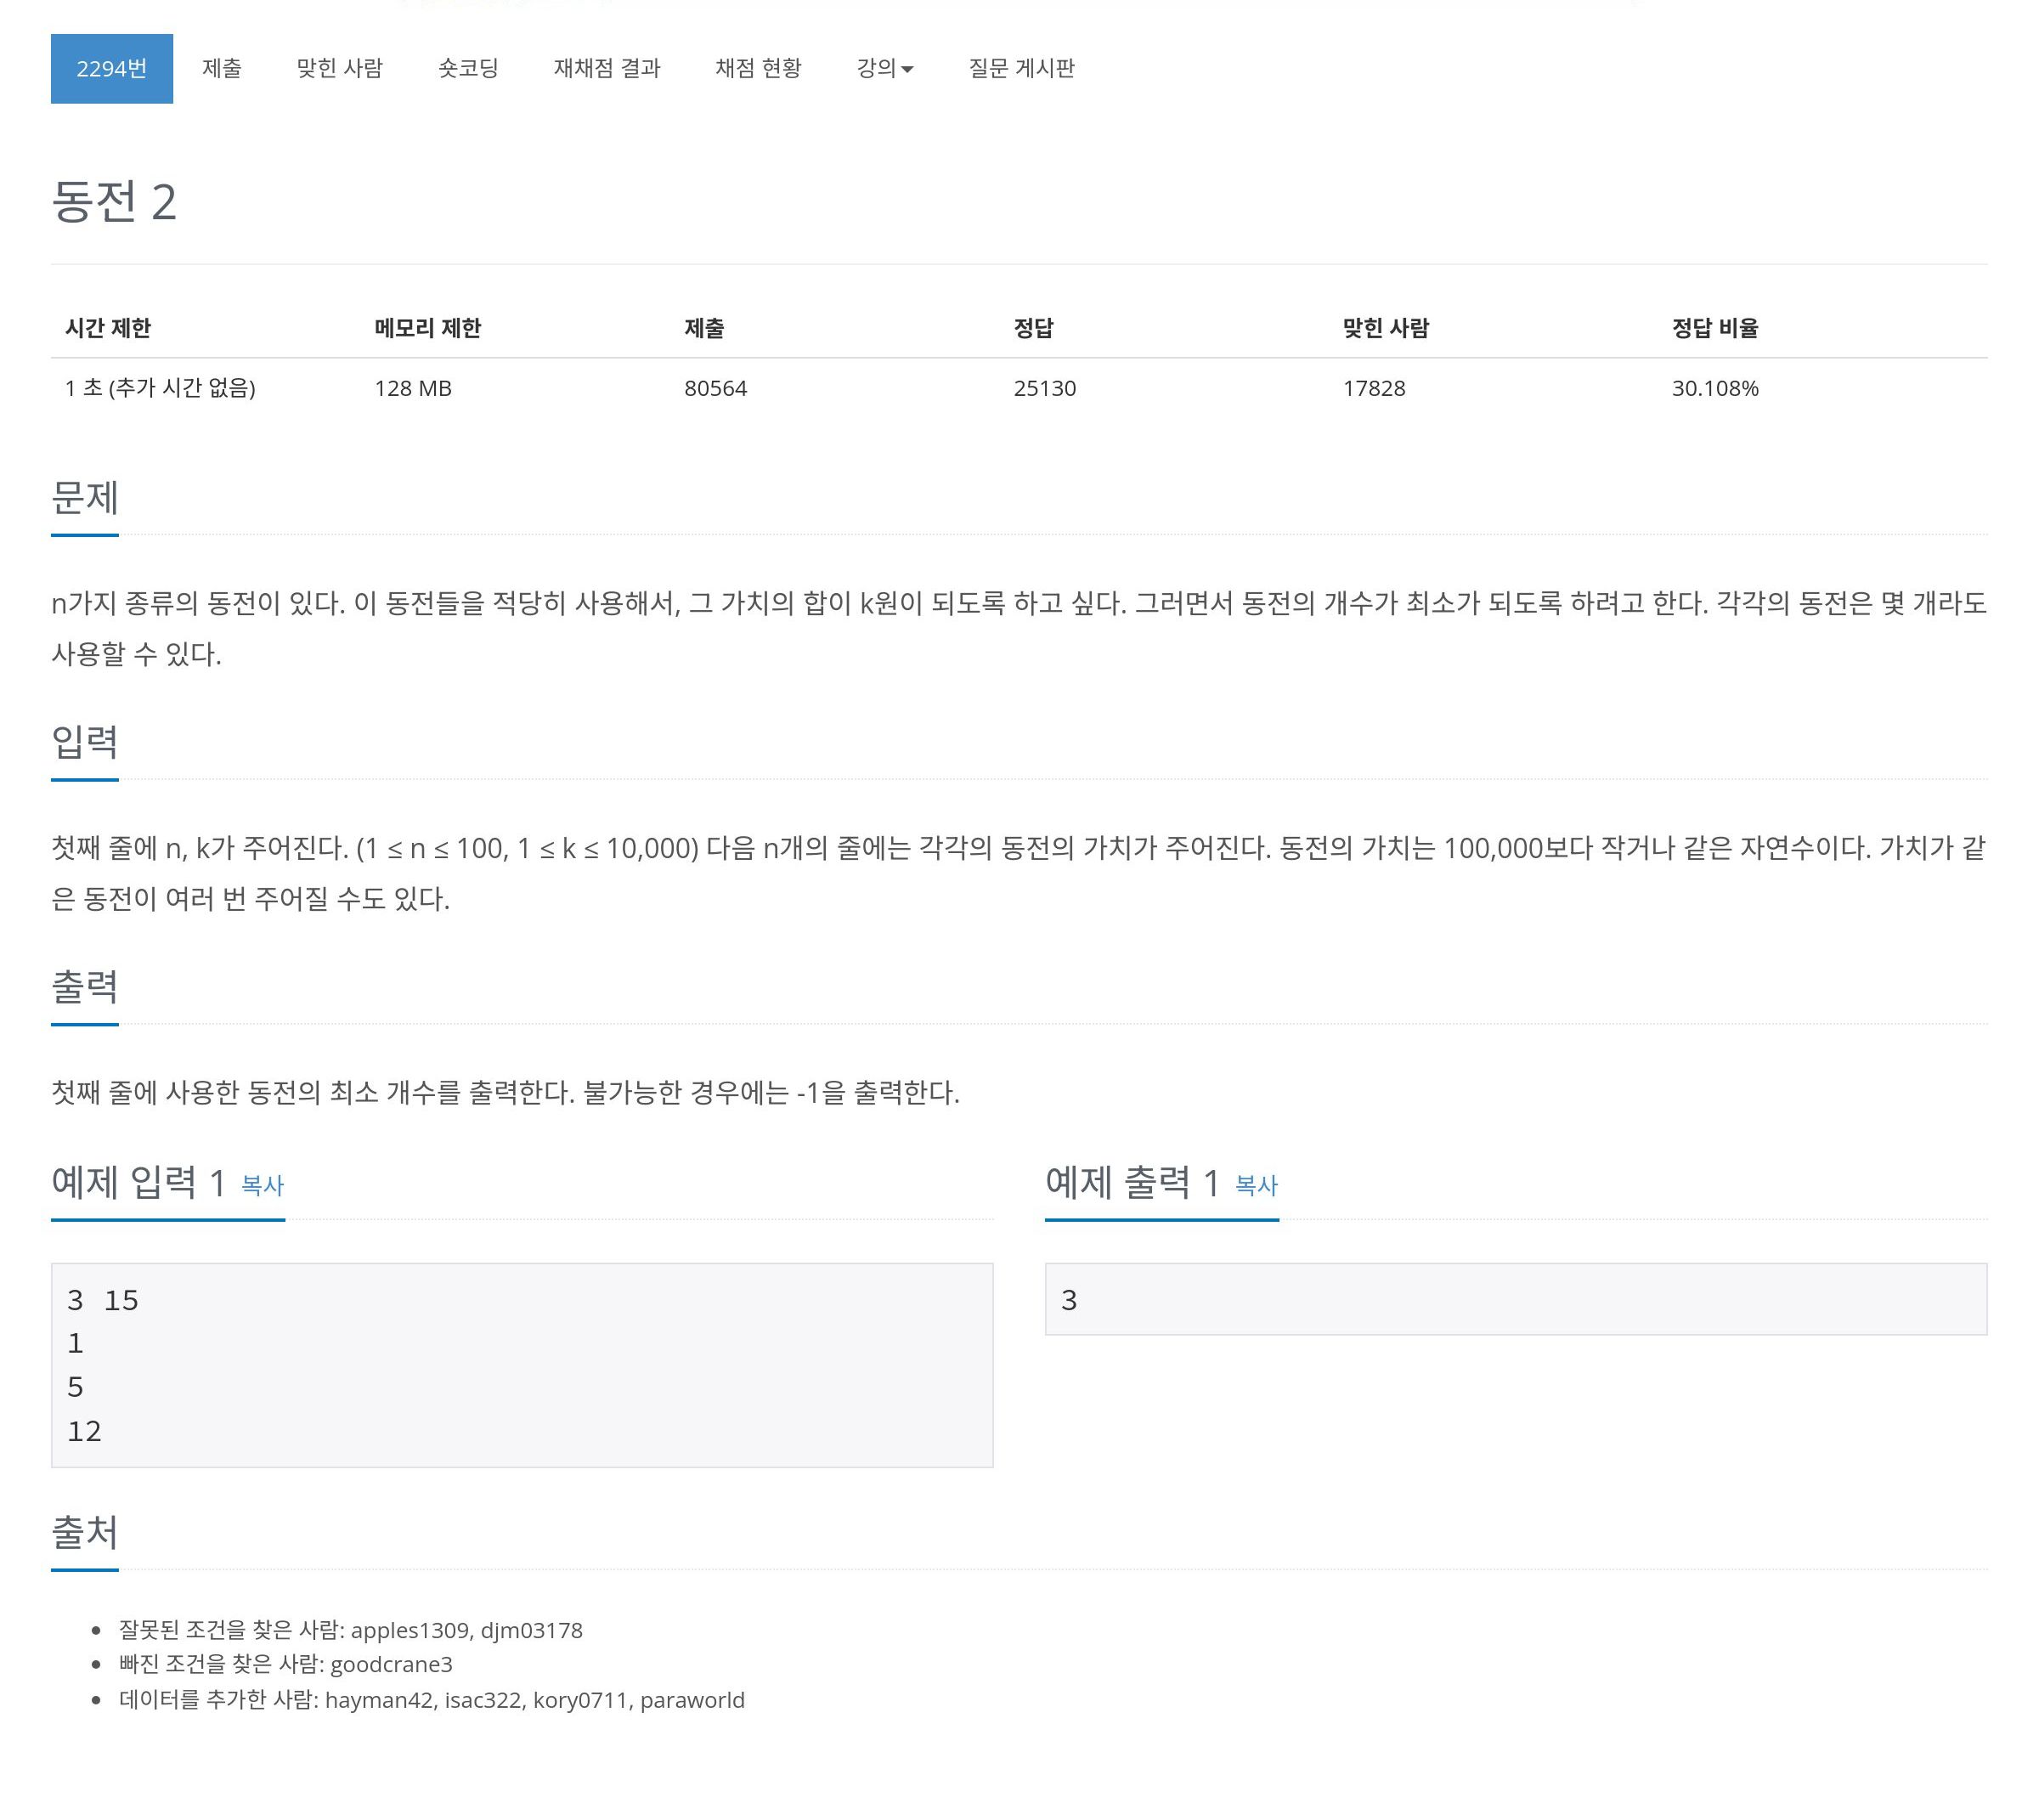 2294번 제출 맞힌 사람 숏코딩 재채점 결과 채점 현황 강의 질문 게시판
동전 2
시간 제한 메모리 제한 제출 정답 맞힌 사람 정답 비율
1 초 (추가 시간 없음) 128 MB 80564 25130 17828 30.108%
문제
n가지 종류의 동전이 있다. 이 동전들을 적당히 사용해서, 그 가치의 합이 k원이 되도록 하고 싶다. 그러면서 동전의 개수가 최소가 되도록 하려고 한다. 각각의 동전은 몇 개라도
사용할 수 있다.
입력
첫째 줄에 n, k가 주어진다. (1 ≤ n ≤ 100, 1 ≤ k ≤ 10,000) 다음 n개의 줄에는 각각의 동전의 가치가 주어진다. 동전의 가치는 100,000보다 작거나 같은 자연수이다. 가치가 같
은 동전이 여러 번 주어질 수도 있다.
출력
첫째 줄에 사용한 동전의 최소 개수를 출력한다. 불가능한 경우에는 -1을 출력한다.
예제 입력 1 복사
3 15
1
5
12
예제 출력 1 복사
3
출처
잘못된 조건을 찾은 사람: apples1309, djm03178
빠진 조건을 찾은 사람: goodcrane3
데이터를 추가한 사람: hayman42, isac322, kory0711, paraworld